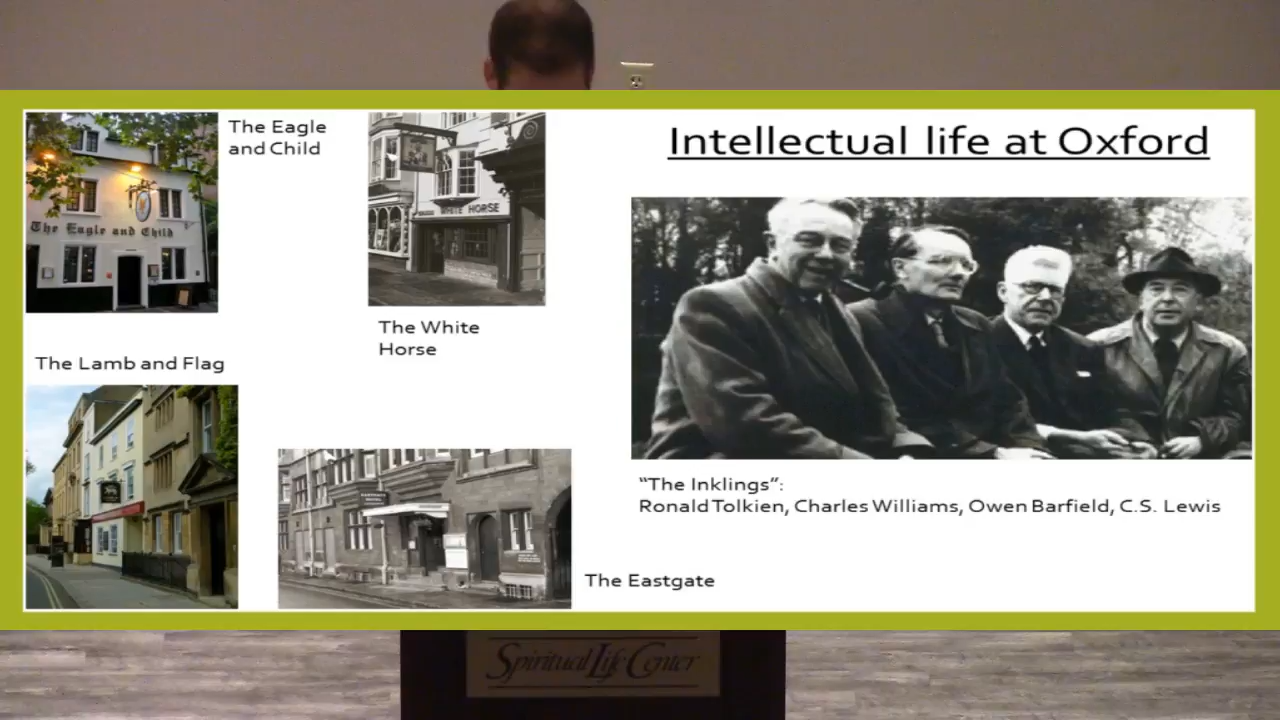 The Eagle
and Child
The Eagle and Child
WHITE HORSE
The White
Horse
The Lamb and Flag
The Eastgate
Intellectual life at Oxford
“The Inklings”:
Ronald Tolkien, Charles Williams, Owen Barfield, C.S. Lewis
Spiritual Life Center